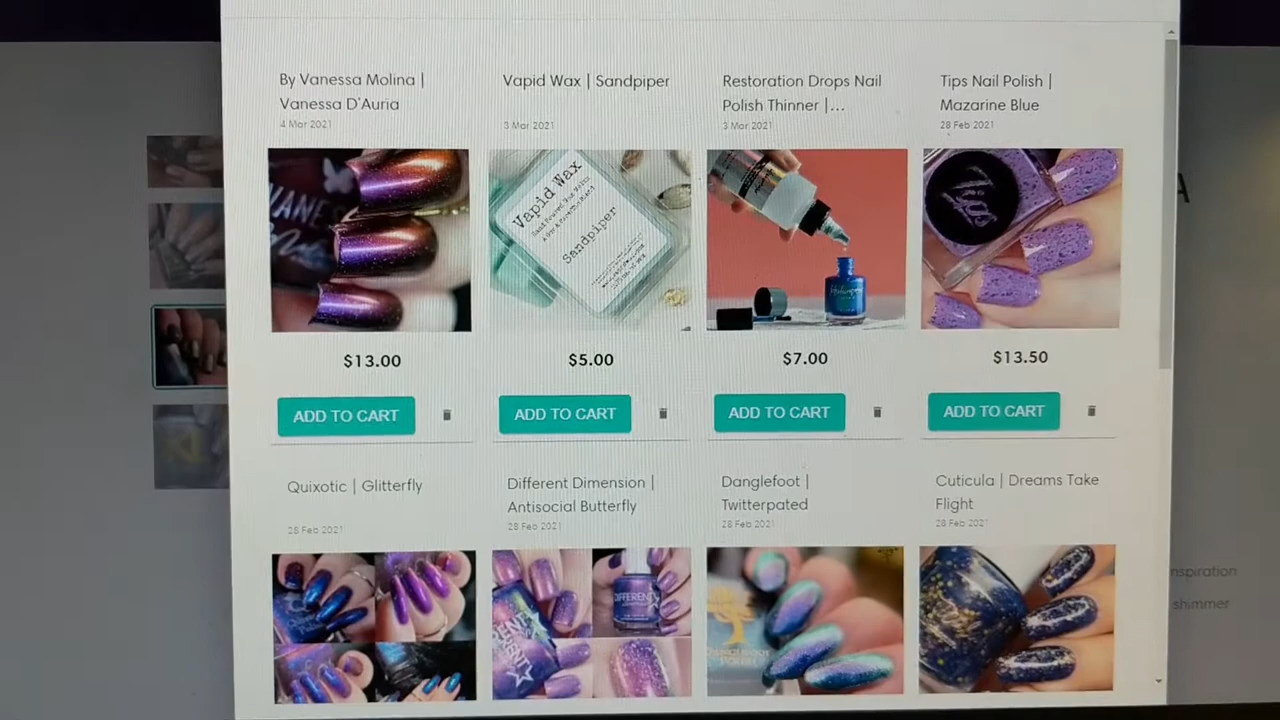 By Vanessa Molina |
Vanessa D'Auria
4 Mar 2021
Vapid Wax | Sandpiper
3 Mar 2021
Restoration Drops Nail
Polish Thinner |...
3 Mar 2021
Tips Nail Polish |
Mazarine Blue
28 Feb 2021
Vapid Wax
Sandpiper
Tips
$13.00
$5.00
$7.00
$13.50
ADD TO CART
ADD TO CART
ADD TO CART
ADD TO CART
Quixotic | Glitterfly
28 Feb 2021
Different Dimension |
Antisocial Butterfly
28 Feb 2021
Danglefoot |
Twitterpated
28 Feb 2021
Cuticula | Dreams Take
Flight
28 Feb 2021
DIFFERENT
nspiration
shimmer